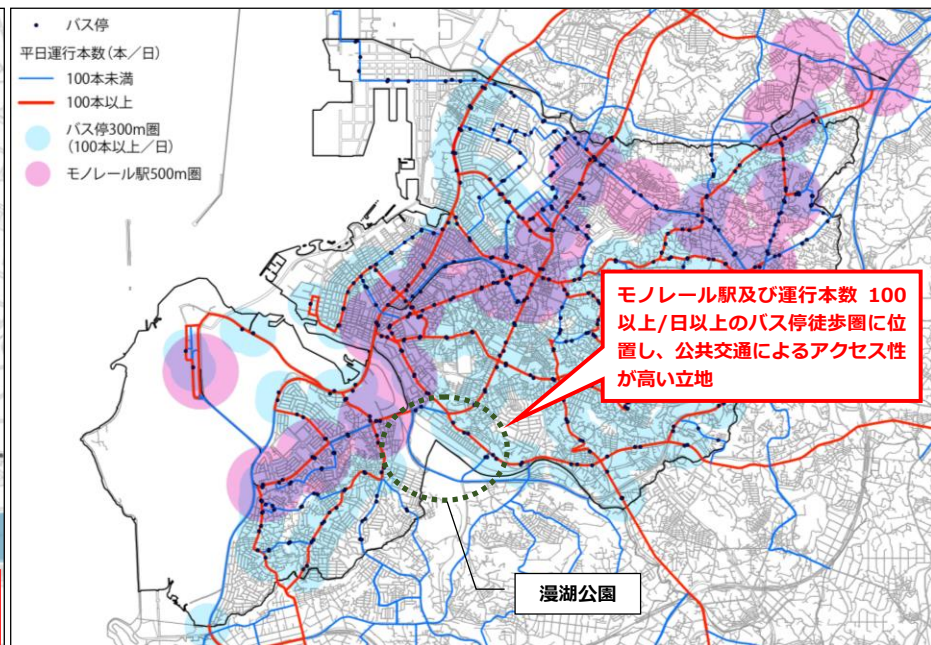 バス停
平日運行本数(本/日)
100本未満
100本以上
バス停300m圏
(100本以上/日)
モノレール駅500m圏
モノレール駅及び運行本数 100
以上/日以上のバス停徒歩圏に位
置し、公共交通によるアクセス性
が高い立地
漫湖公園